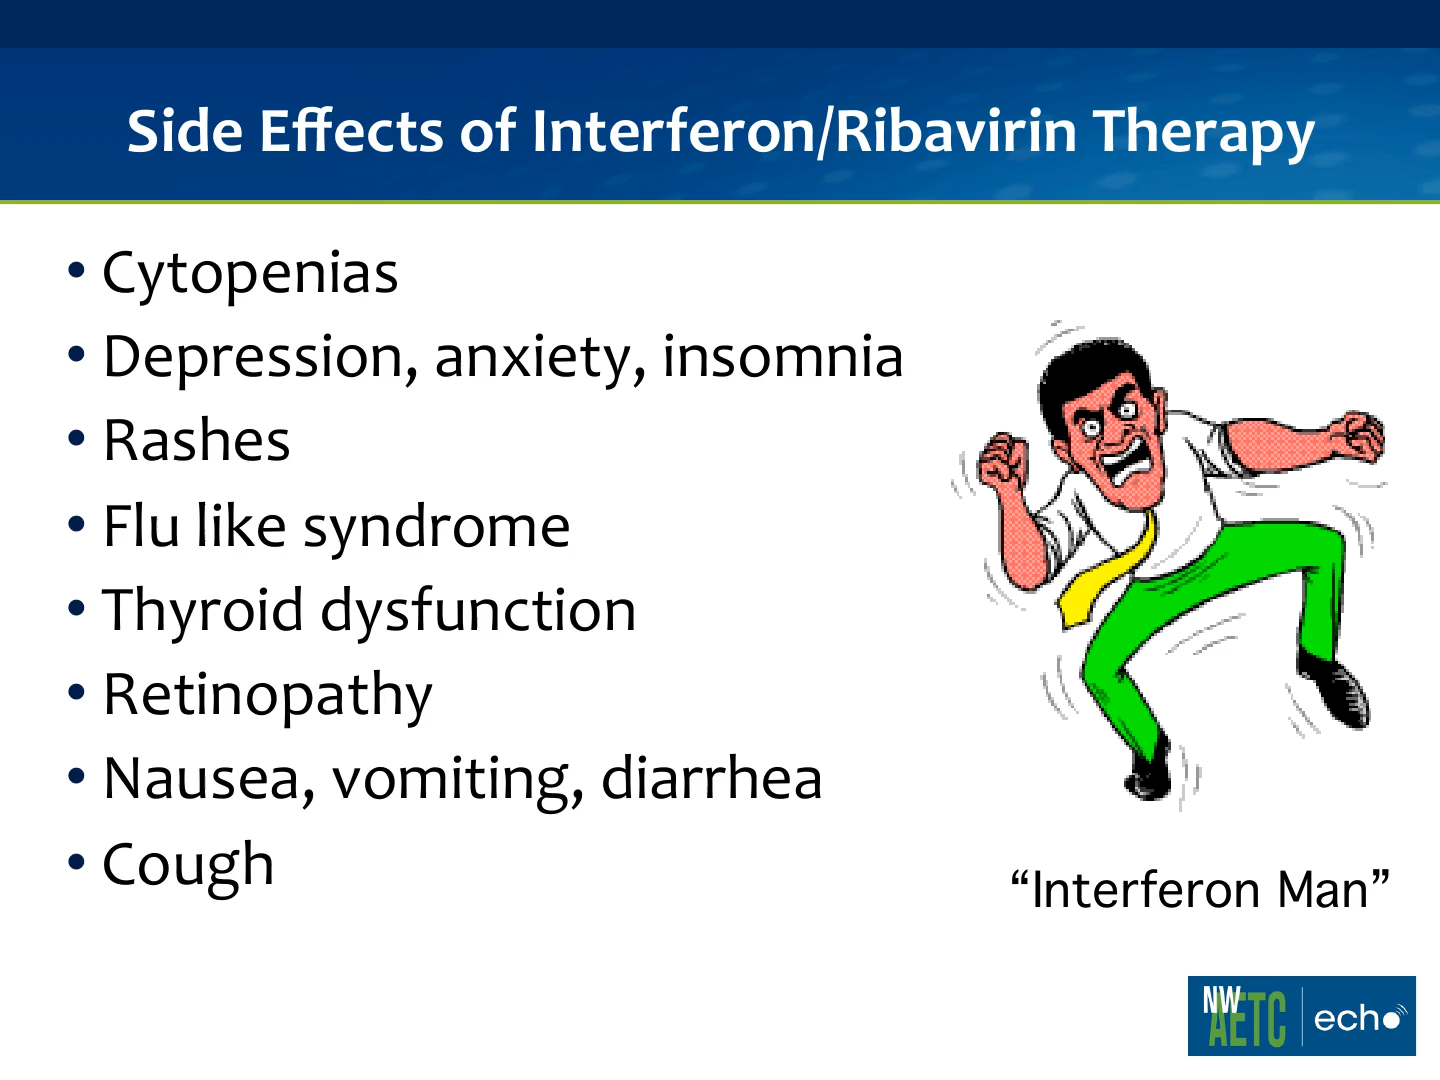 Side Effects of Interferon/Ribavirin Therapy
• Cytopenias
• Depression, anxiety, insomnia
• Rashes
• Flu like syndrome
• Thyroid dysfunction
• Retinopathy
• Nausea, vomiting, diarrhea
• Cough
“Interferon Man”
NW
AETC echo